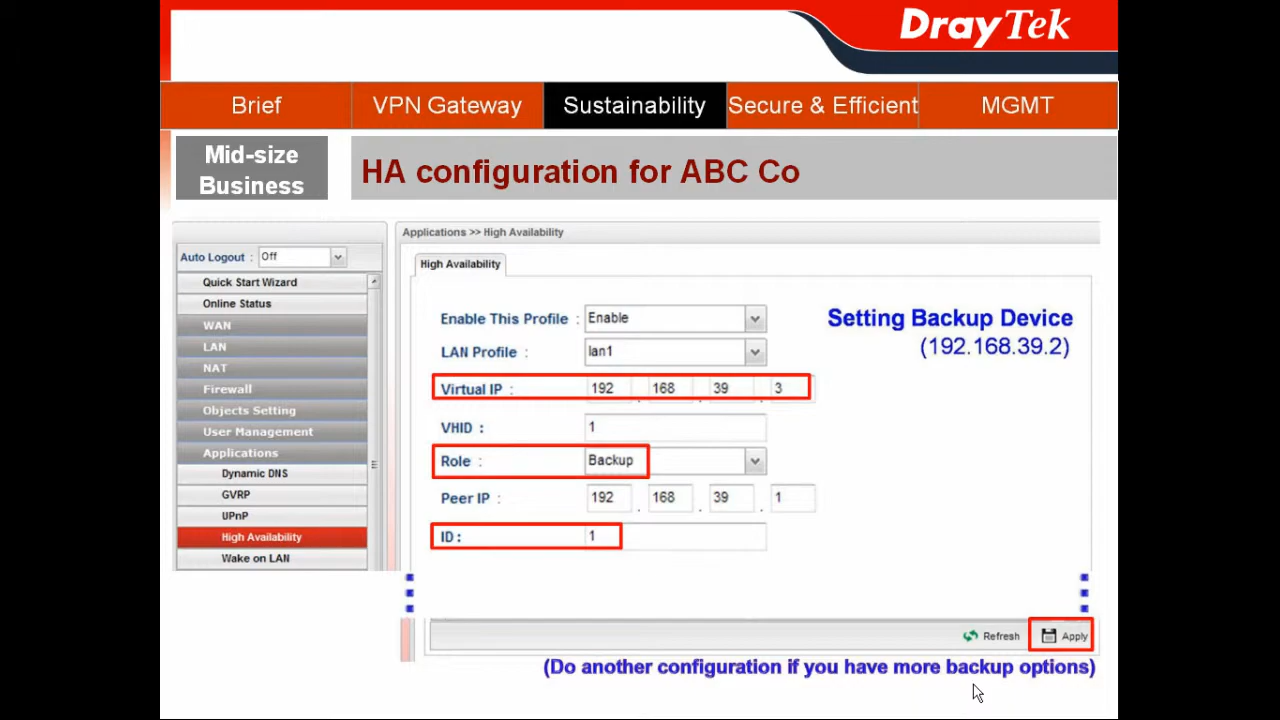 DrayTek
Brief
VPN Gateway
Sustainability
Secure & Efficient
MGMT
Mid-size
Business
HA configuration for ABC Co
Auto Logout : Off
Quick Start Wizard
Online Status
WAN
LAN
NAT
Firewall
Objects Setting
User Management
Applications
Dynamic DNS
GVRP
UPnP
High Availability
Wake on LAN
Applications >> High Availability
High Availability
Enable This Profile : Enable
LAN Profile : lan1
Virtual IP : 192 . 168 . 39 . 3
VHID : 1
Role : Backup
Peer IP : 192 . 168 . 39 . 1
ID : 1
Setting Backup Device
(192.168.39.2)
Refresh
Apply
(Do another configuration if you have more backup options)